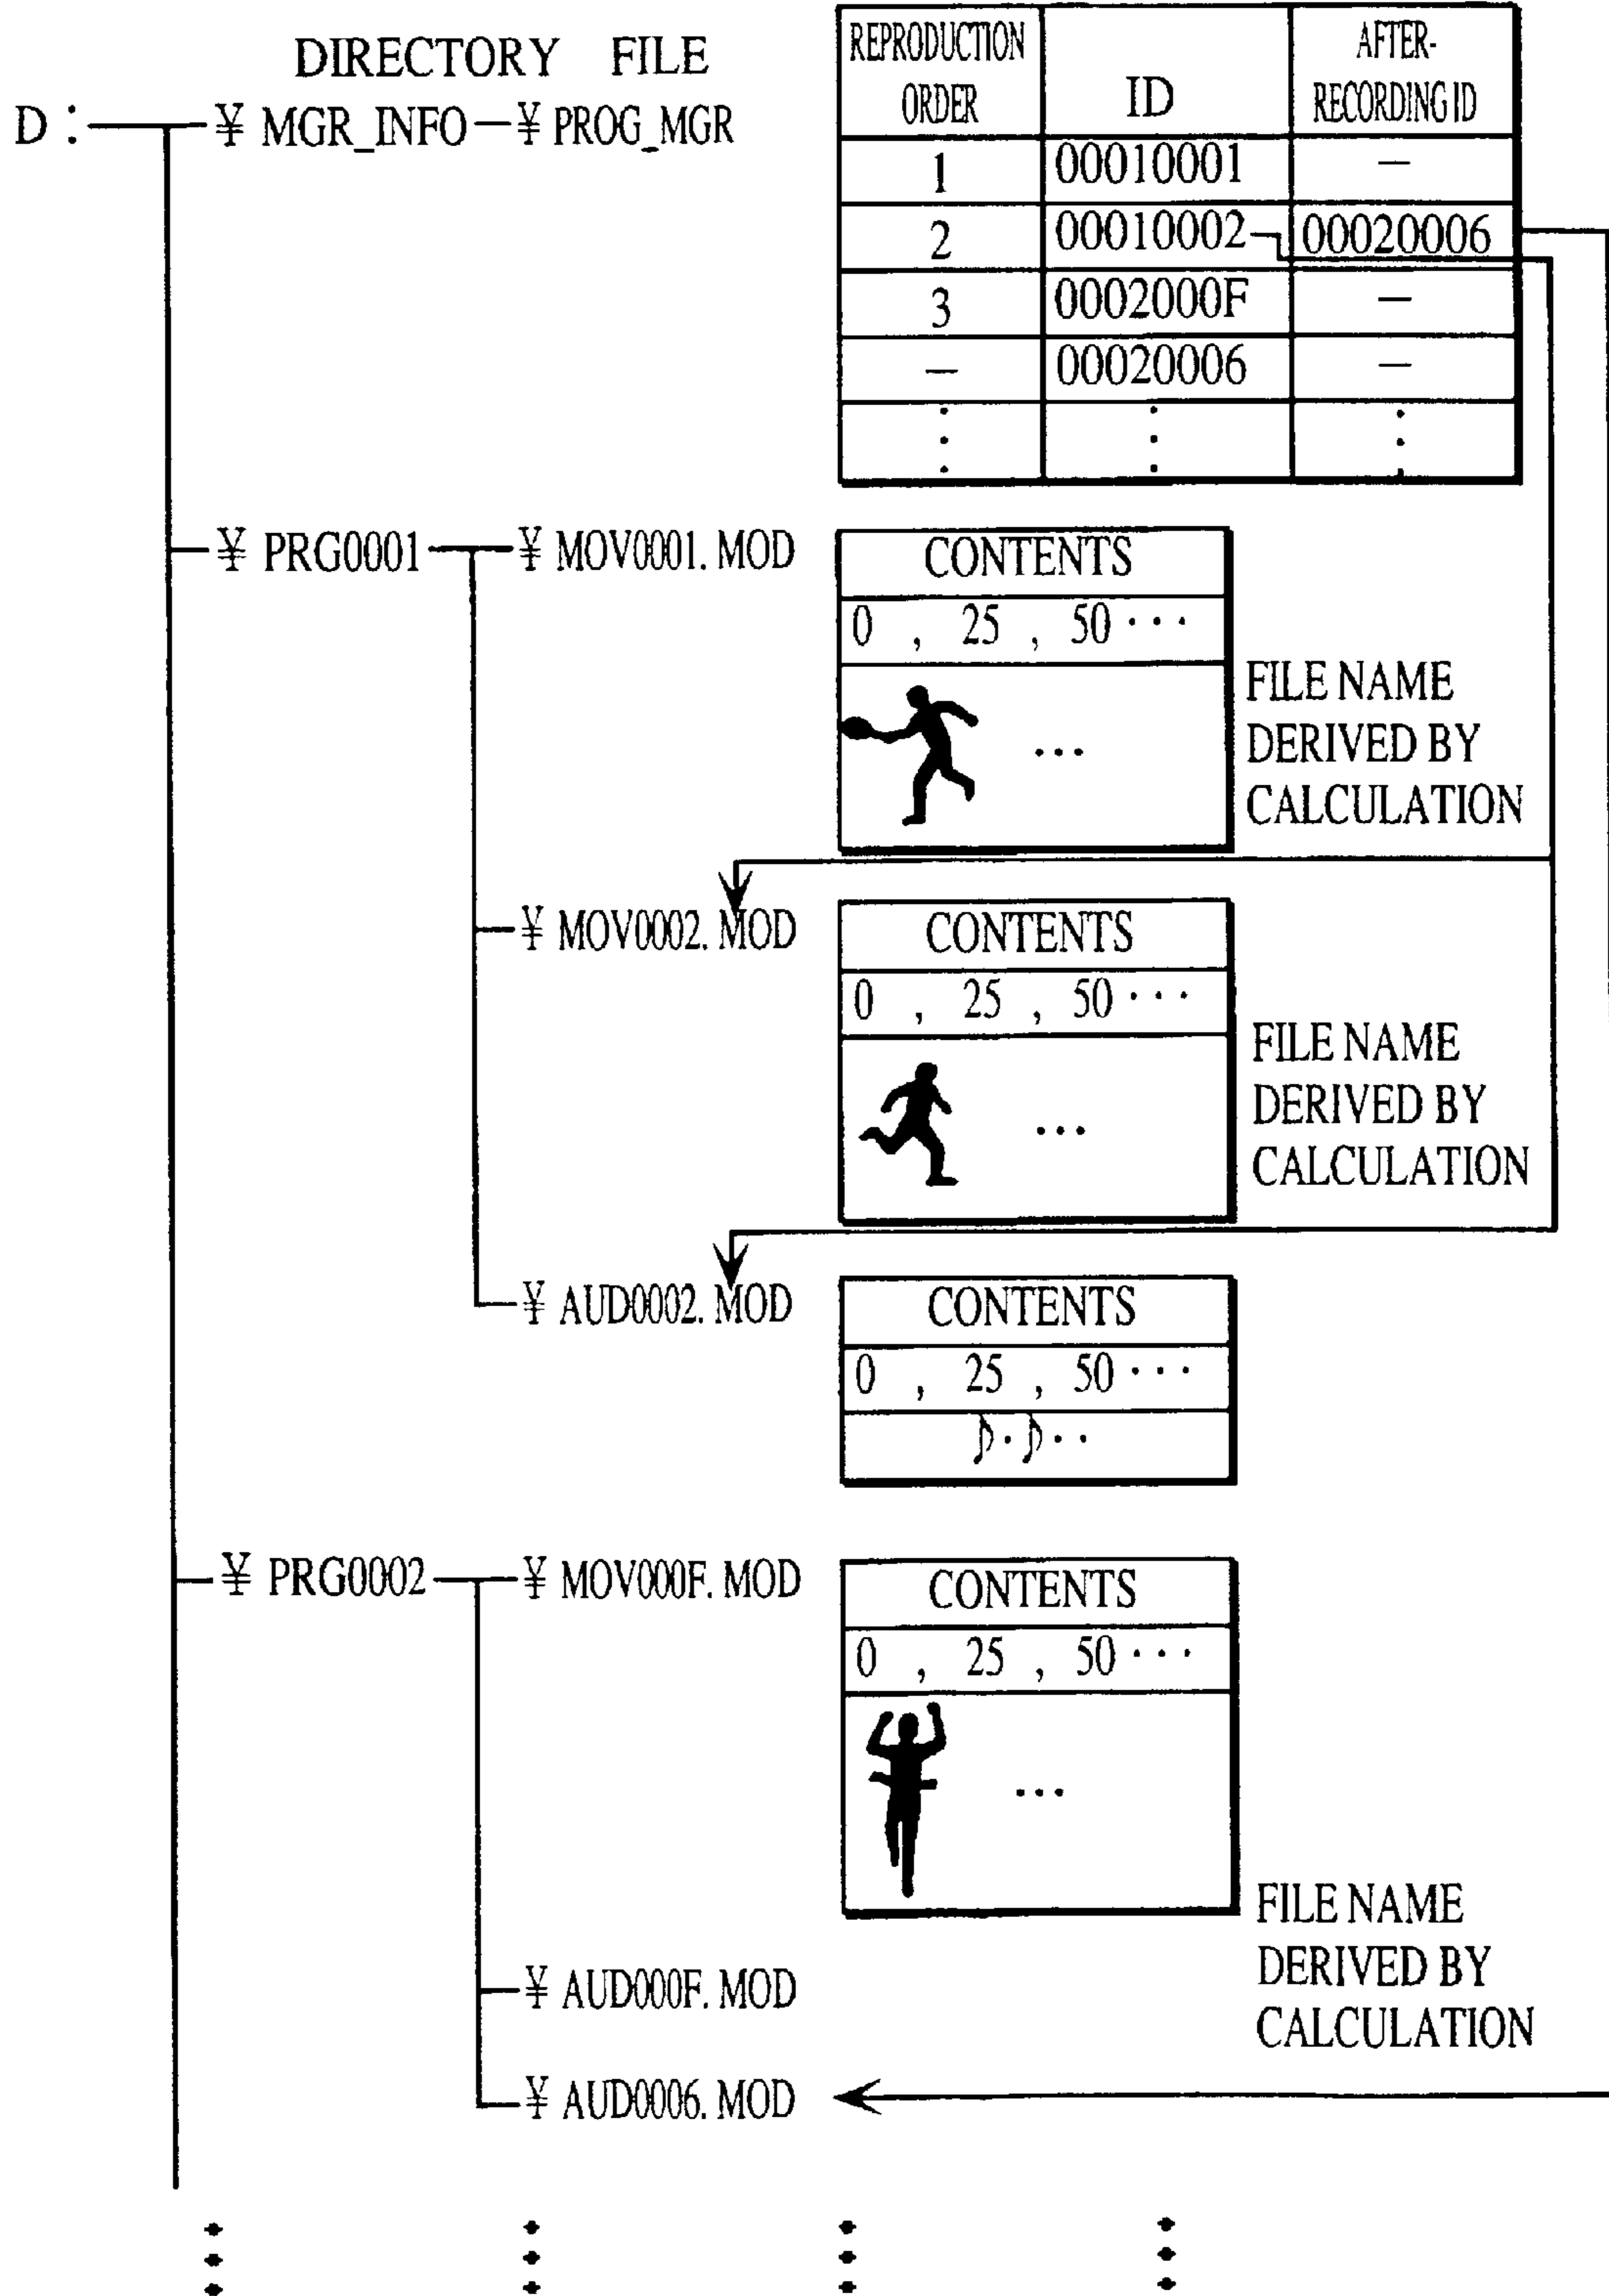 DIRECTORY FILE
D : ¥ MGR_INFO — ¥ PROG_MGR
REPRODUCTION ORDER ID AFTER-RECORDING ID
1 00010001 —
2 00010002 00020006
3 0002000F —
— 00020006 —
¥ PRG0001 ¥ MOV0001. MOD
CONTENTS
0 , 25 , 50 ···
...
FILE NAME
DERIVED BY
CALCULATION
¥ MOV0002. MOD
CONTENTS
0 , 25 , 50 ···
...
FILE NAME
DERIVED BY
CALCULATION
¥ AUD0002. MOD
CONTENTS
0 , 25 , 50 ···
♪·♪··
¥ PRG0002 ¥ MOV000F. MOD
CONTENTS
0 , 25 , 50 ···
...
FILE NAME
DERIVED BY
CALCULATION
¥ AUD000F. MOD
¥ AUD0006. MOD